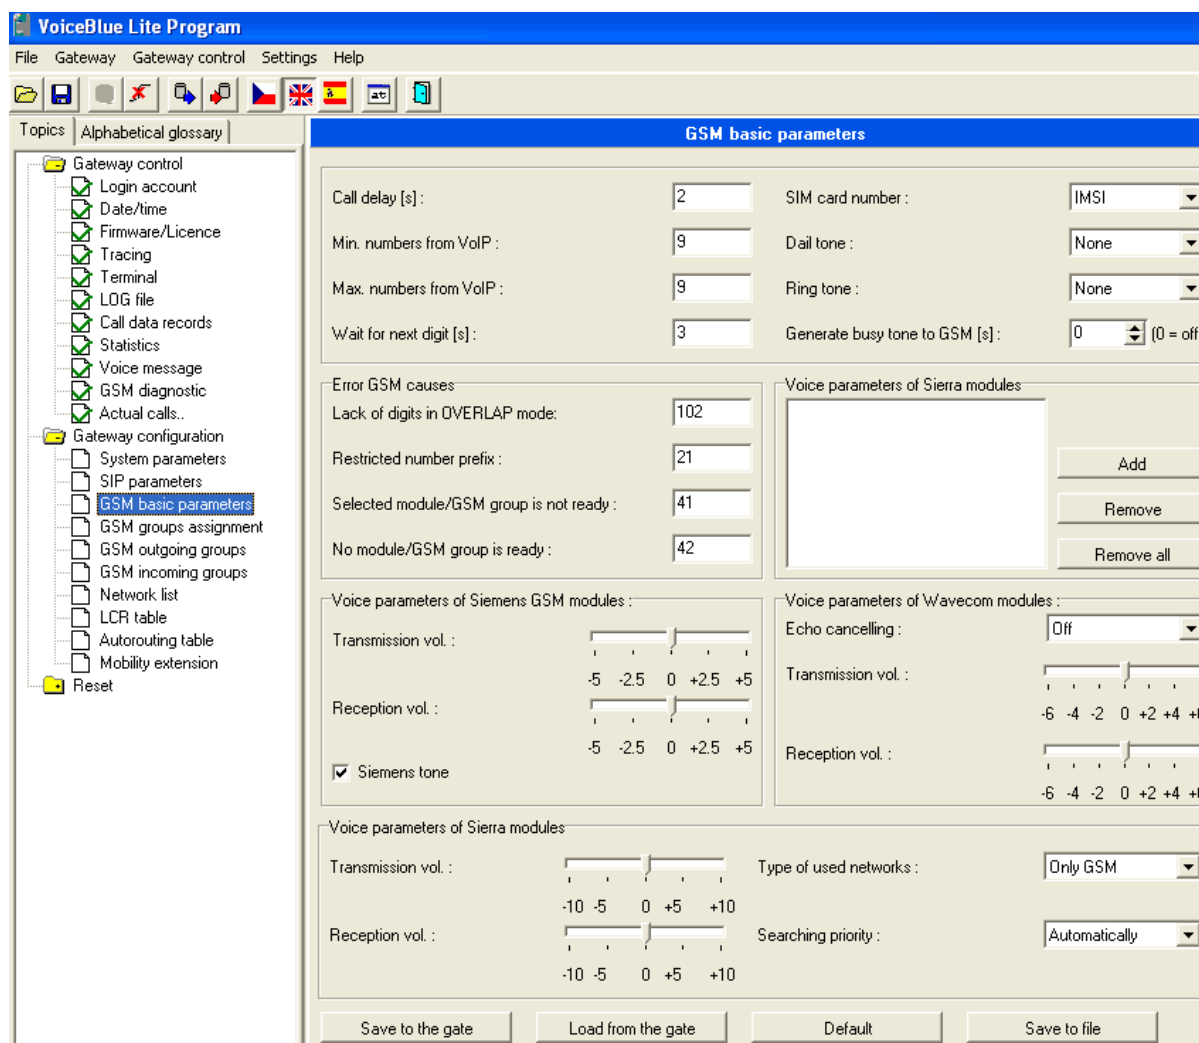 VoiceBlue Lite Program
File Gateway Gateway control Settings Help
at
Topics Alphabetical glossary
Gateway control
Login account
Date/time
Firmware/Licence
Tracing
Terminal
LOG file
Call data records
Statistics
Voice message
GSM diagnostic
Actual calls..
Gateway configuration
System parameters
SIP parameters
GSM basic parameters
GSM groups assignment
GSM outgoing groups
GSM incoming groups
Network list
LCR table
Autorouting table
Mobility extension
Reset
GSM basic parameters
Call delay [s] : 2 SIM card number : IMSI
Min. numbers from VoIP : 9 Dail tone : None
Max. numbers from VoIP : 9 Ring tone : None
Wait for next digit [s] : 3 Generate busy tone to GSM [s] : 0 (0 = off
Error GSM causes
Lack of digits in OVERLAP mode: 102
Restricted number prefix : 21
Selected module/GSM group is not ready : 41
No module/GSM group is ready : 42
Voice parameters of Sierra modules
Add
Remove
Remove all
Voice parameters of Siemens GSM modules :
Transmission vol. :
-5 -2.5 0 +2.5 +5
Reception vol. :
-5 -2.5 0 +2.5 +5
Siemens tone
Voice parameters of Wavecom modules :
Echo cancelling : Off
Transmission vol. :
-6 -4 -2 0 +2 +4
Reception vol. :
-6 -4 -2 0 +2 +4
Voice parameters of Sierra modules
Transmission vol. : Type of used networks : Only GSM
-10 -5 0 +5 +10
Reception vol. : Searching priority : Automatically
-10 -5 0 +5 +10
Save to the gate Load from the gate Default Save to file